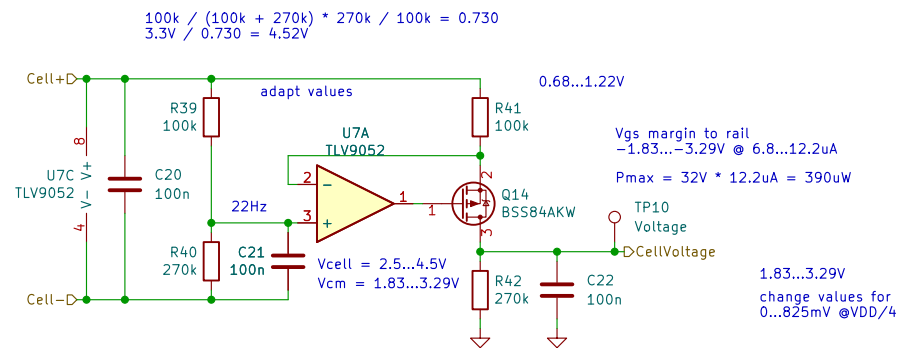 100k / (100k + 270k) * 270k / 100k = 0.730
3.3V / 0.730 = 4.52V
Cell+
adapt values
0.68...1.22V
R39
100k
R41
100k
U7A
TLV9052
Vgs margin to rail
-1.83...-3.29V @ 6.8...12.2uA
Pmax = 32V * 12.2uA = 390uW
8
V+
U7C
TLV9052
V-
4
C20
100n
2
-
1
3
+
22Hz
2
1
3
Q14
BSS84AKW
TP10
Voltage
R40
270k
C21
100n
Vcell = 2.5...4.5V
Vcm = 1.83...3.29V
CellVoltage
R42
270k
C22
100n
1.83...3.29V
change values for
0...825mV @VDD/4
Cell-